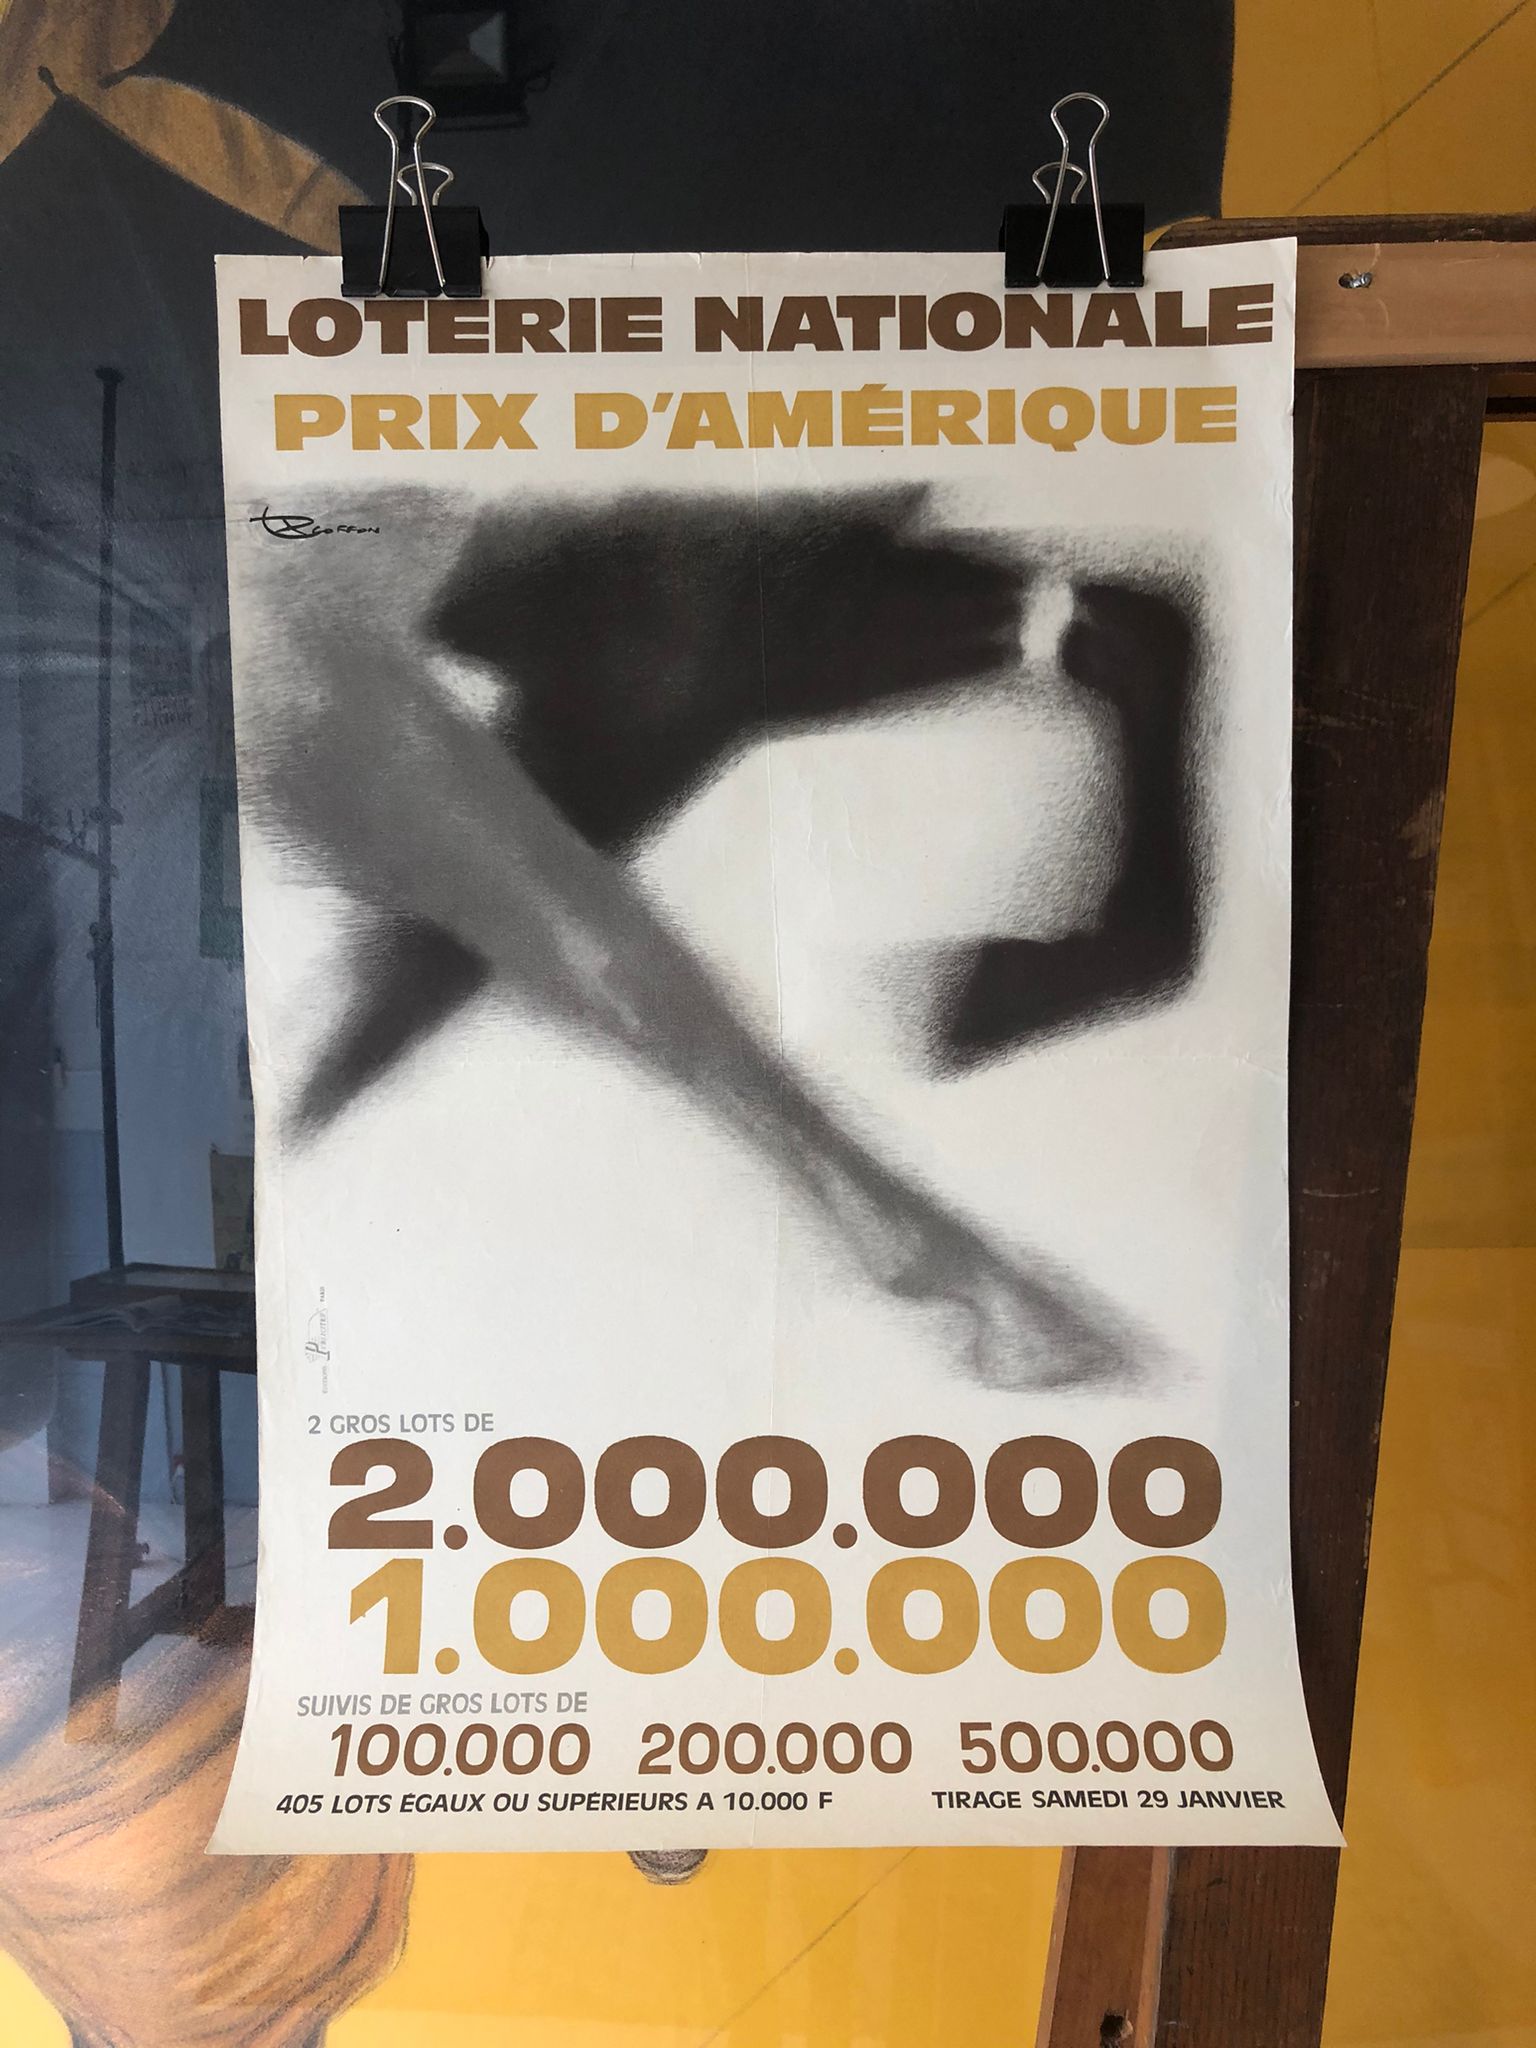 LOTERIE NATIONALE
PRIX D'AMÉRIQUE
2 GROS LOTS DE
2.000.000
1.000.000
SUIVIS DE GROS LOTS DE
100.000 200.000 500.000
405 LOTS ÉGAUX OU SUPÉRIEURS A 10.000 F TIRAGE SAMEDI 29 JANVIER